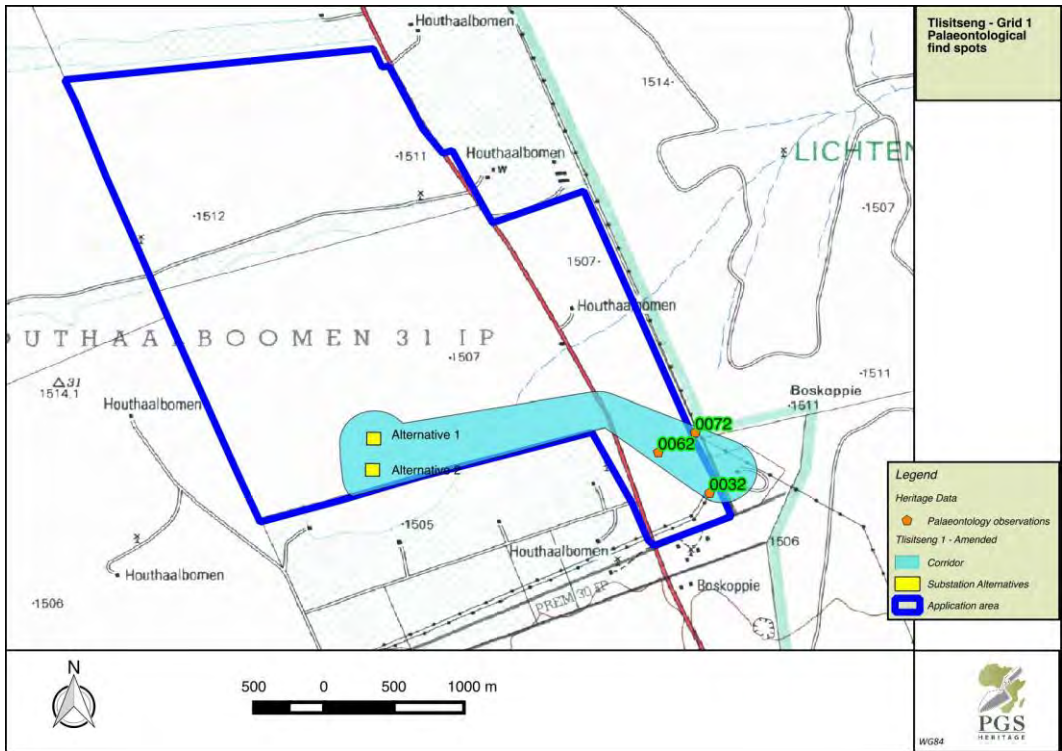 Tlisitseng - Grid 1
Palaeontological
find spots
Houthaalbomen
1514
LICHTEN
1511
Houthaalbomen
W
1512
1507
1507
Houthaalbomen
OUTHAALBOOMEN 31 IP
1507
31
1514.1
Houthaalbomen
1511
Boskoppie
1511
Alternative 1
Alternative 2
0072
0062
0032
Legend
Heritage Data
Palaeontology observations
Tlisitseng 1 - Amended
Corridor
Substation Alternatives
Application area
1505
Houthaalbomen
1506
Houthaalbomen
Boskoppie
PREM 30 IP
1506
N
500 0 500 1000 m
PGS
HERITAGE
WG84